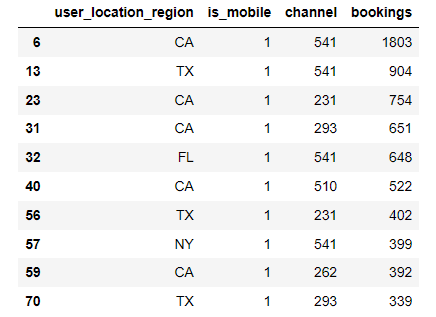 user_location_region is_mobile channel bookings
6 CA 1 541 1803
13 TX 1 541 904
23 CA 1 231 754
31 CA 1 293 651
32 FL 1 541 648
40 CA 1 510 522
56 TX 1 231 402
57 NY 1 541 399
59 CA 1 262 392
70 TX 1 293 339